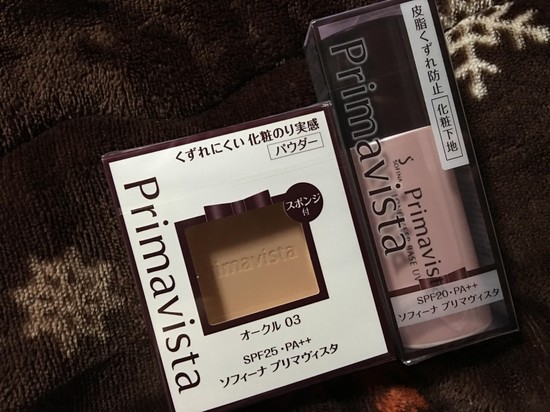 Primavista
くずれにくい 化粧のり実感
パウダー
スポンジ
付
imavista
オークル 03
SPF25・PA++
ソフィーナ プリマヴィスタ
Primavista
皮脂くずれ防止
化粧下地
Primavista
BASE UV
SPF20・PA++
ソフィーナ プリマヴィスタ